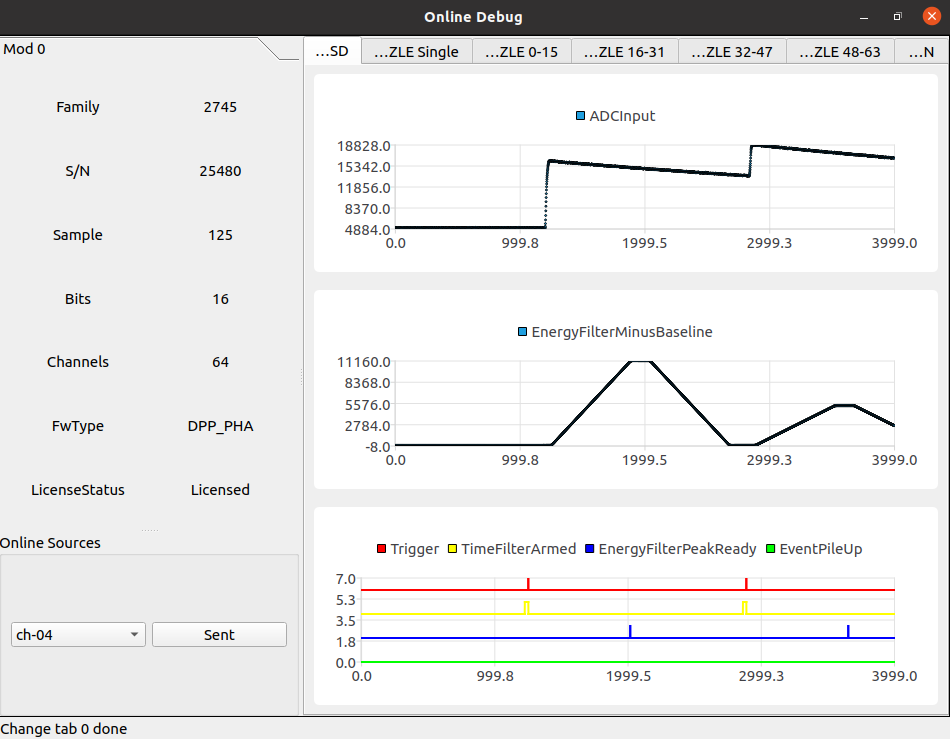 Online Debug
Mod 0
Family 2745
S/N 25480
Sample 125
Bits 16
Channels 64
FwType DPP_PHA
LicenseStatus Licensed
Online Sources
ch-04 Sent
...SD ...ZLE Single ...ZLE 0-15 ...ZLE 16-31 ...ZLE 32-47 ...ZLE 48-63 ...N
ADCInput
18828.0
15342.0
11856.0
8370.0
4884.0
0.0 999.8 1999.5 2999.3 3999.0
EnergyFilterMinusBaseline
11160.0
8368.0
5576.0
2784.0
-8.0
0.0 999.8 1999.5 2999.3 3999.0
Trigger TimeFilterArmed EnergyFilterPeakReady EventPileUp
7.0
5.3
3.5
1.8
0.0
0.0 999.8 1999.5 2999.3 3999.0
Change tab 0 done